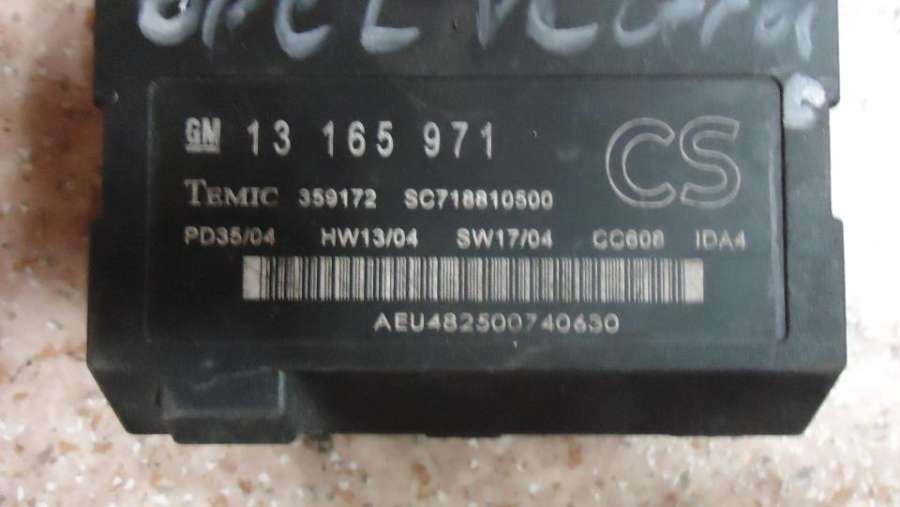 OPEL VECTRA
GM 13 165 971 CS
TEMIC 359172 SC718810500
PD35/04 HW13/04 SW17/04 CC608 IDA4
AEU482500740630